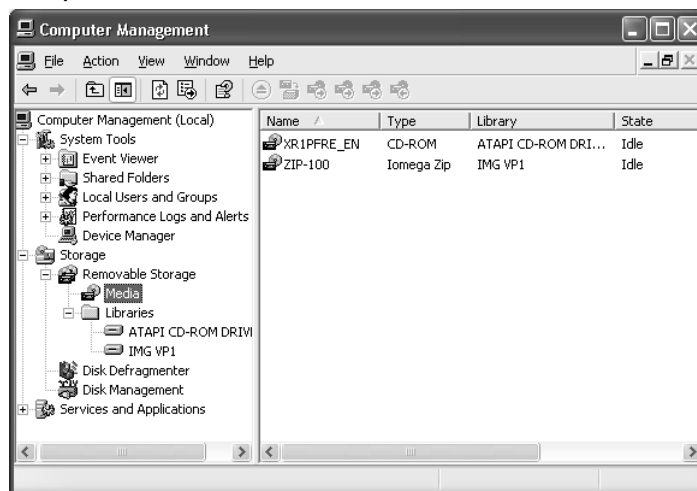 Computer Management
File Action View Window Help
Computer Management (Local)
System Tools
Event Viewer
Shared Folders
Local Users and Groups
Performance Logs and Alerts
Device Manager
Storage
Removable Storage
Media
Libraries
ATAPI CD-ROM DRIV
IMG VP1
Disk Defragmenter
Disk Management
Services and Applications
Name Type Library State
XR1PFRE_EN CD-ROM ATAPI CD-ROM DRI... Idle
ZIP-100 Iomega Zip IMG VP1 Idle